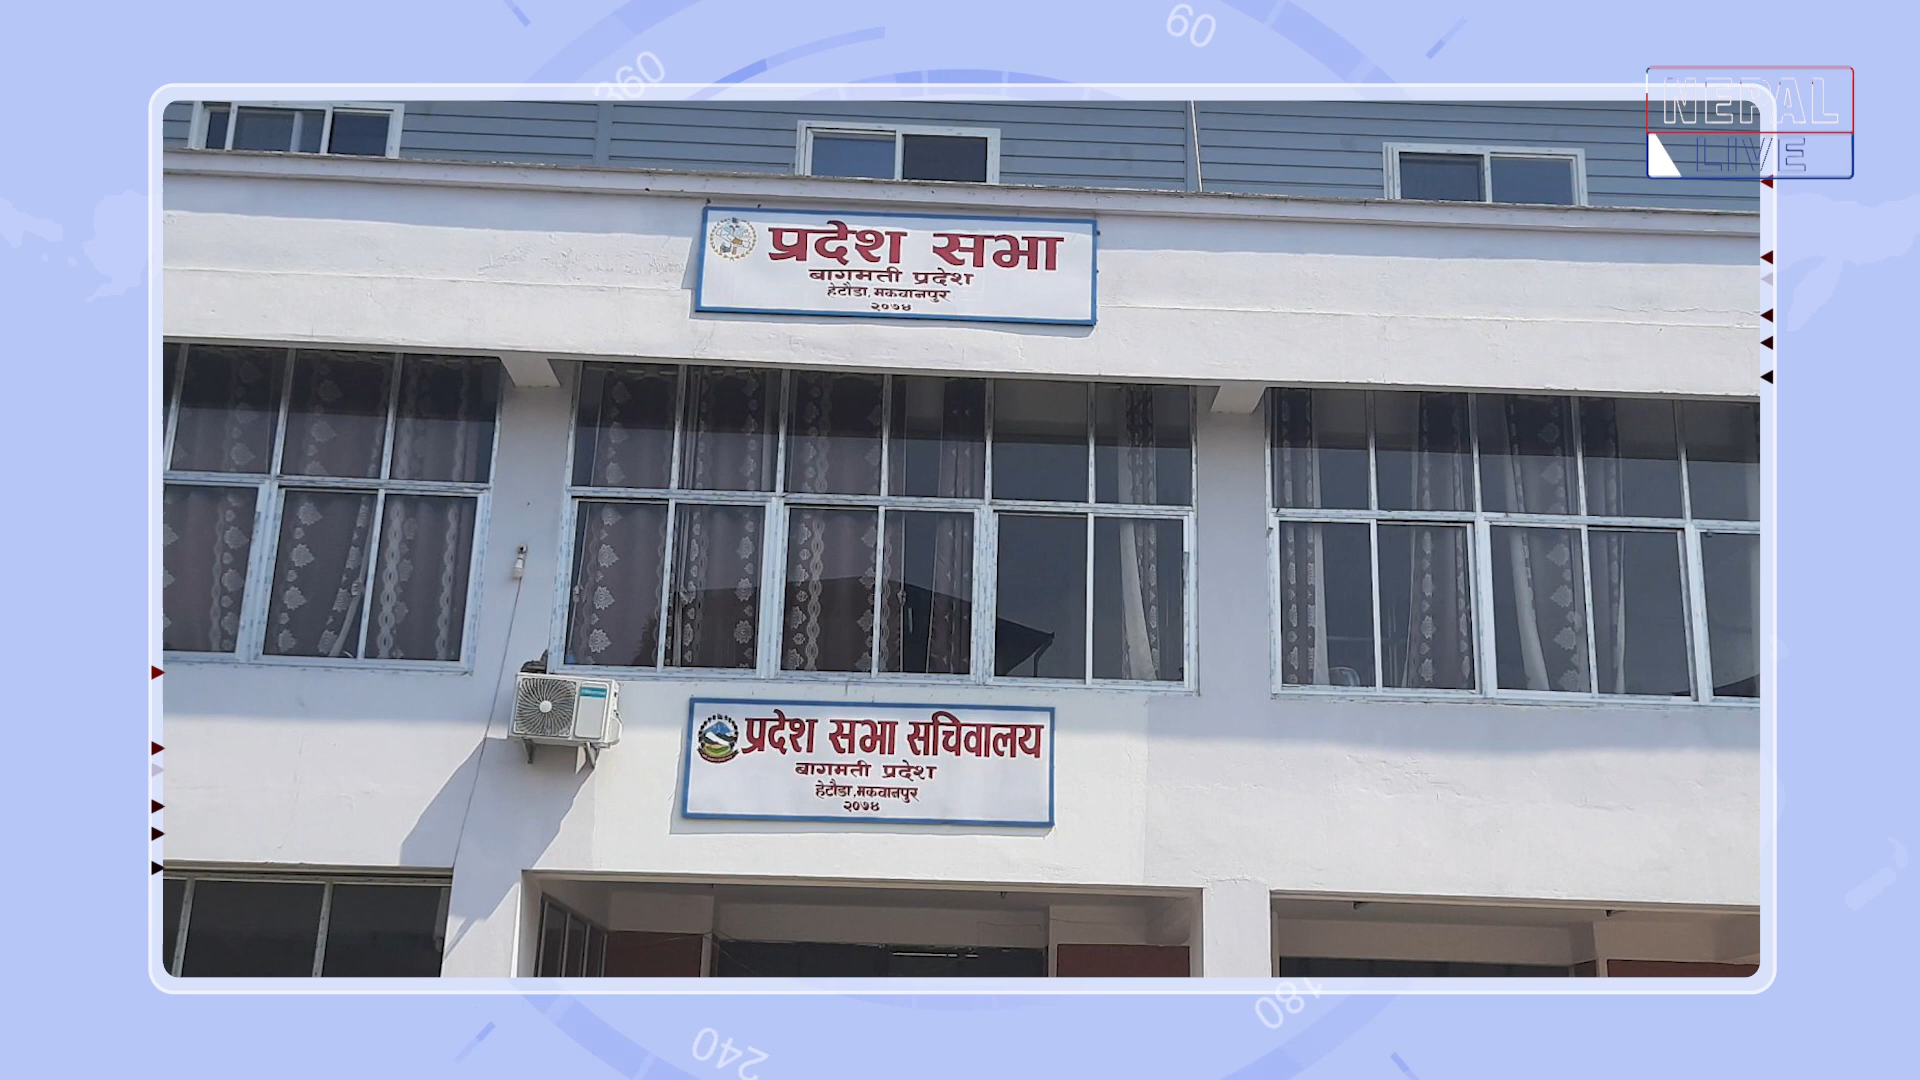 60
360
NEPAL
LIVE
प्रदेश सभा
बागमती प्रदेश
हेटौडा, मकवानपुर
२०७४
प्रदेश सभा सचिवालय
बागमती प्रदेश
हेटौडा, मकवानपुर
२०७४
180
240